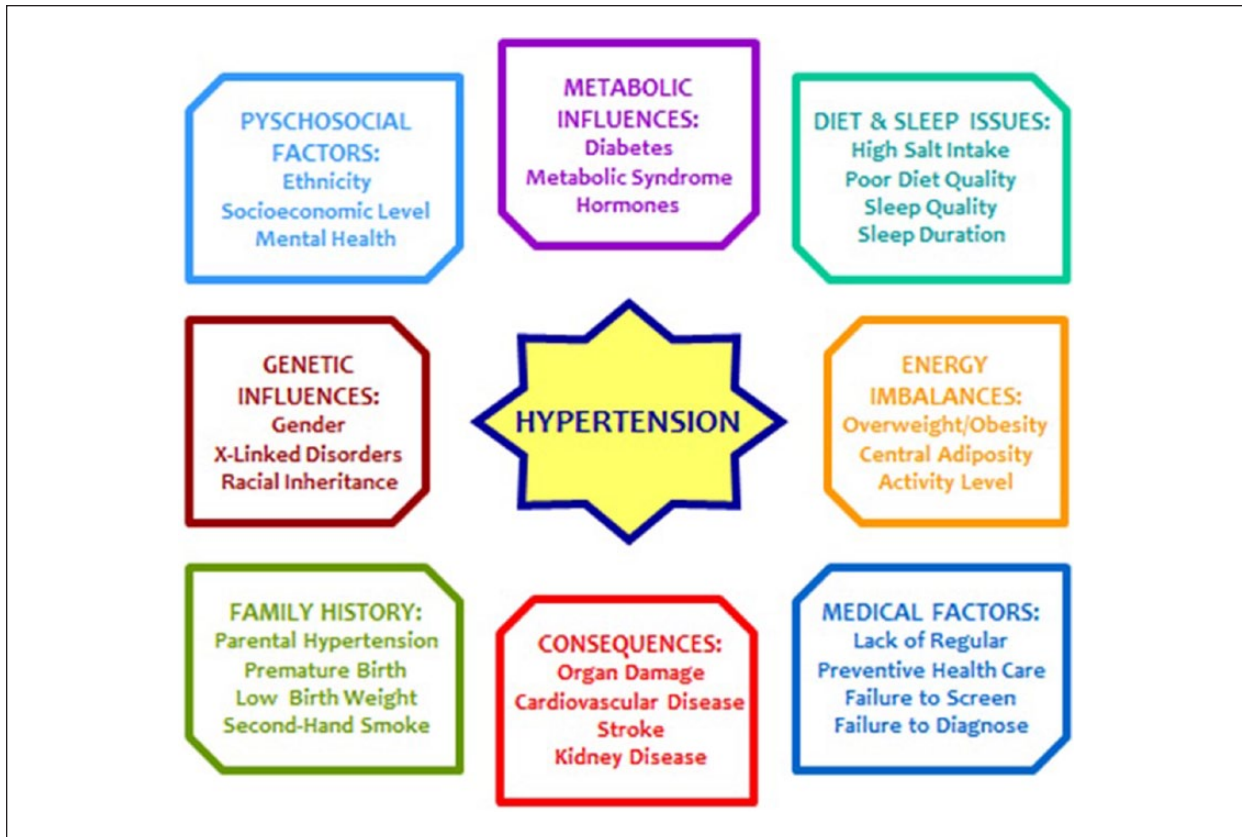 PYSCHOSOCIAL
FACTORS:
Ethnicity
Socioeconomic Level
Mental Health
METABOLIC
INFLUENCES:
Diabetes
Metabolic Syndrome
Hormones
DIET & SLEEP ISSUES:
High Salt Intake
Poor Diet Quality
Sleep Quality
Sleep Duration
GENETIC
INFLUENCES:
Gender
X-Linked Disorders
Racial Inheritance
HYPERTENSION
ENERGY
IMBALANCES:
Overweight/Obesity
Central Adiposity
Activity Level
FAMILY HISTORY:
Parental Hypertension
Premature Birth
Low Birth Weight
Second-Hand Smoke
CONSEQUENCES:
Organ Damage
Cardiovascular Disease
Stroke
Kidney Disease
MEDICAL FACTORS:
Lack of Regular
Preventive Health Care
Failure to Screen
Failure to Diagnose